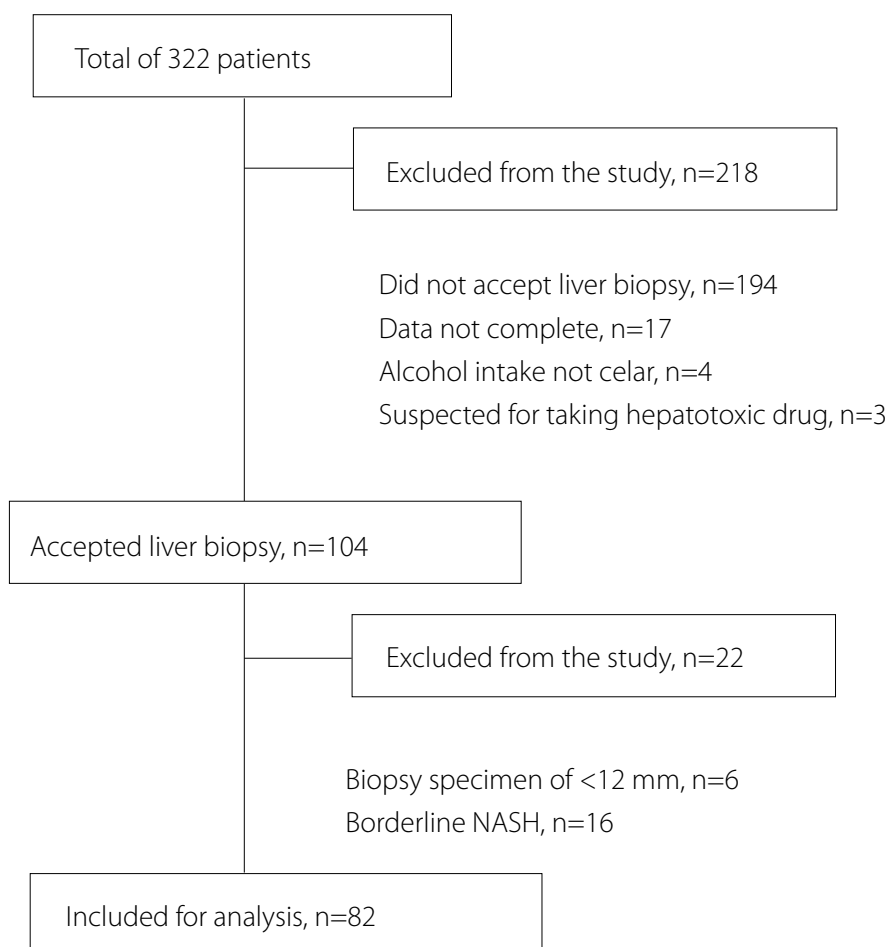 Total of 322 patients
Excluded from the study, n=218
Did not accept liver biopsy, n=194
Data not complete, n=17
Alcohol intake not celar, n=4
Suspected for taking hepatotoxic drug, n=3
Accepted liver biopsy, n=104
Excluded from the study, n=22
Biopsy specimen of <12 mm, n=6
Borderline NASH, n=16
Included for analysis, n=82